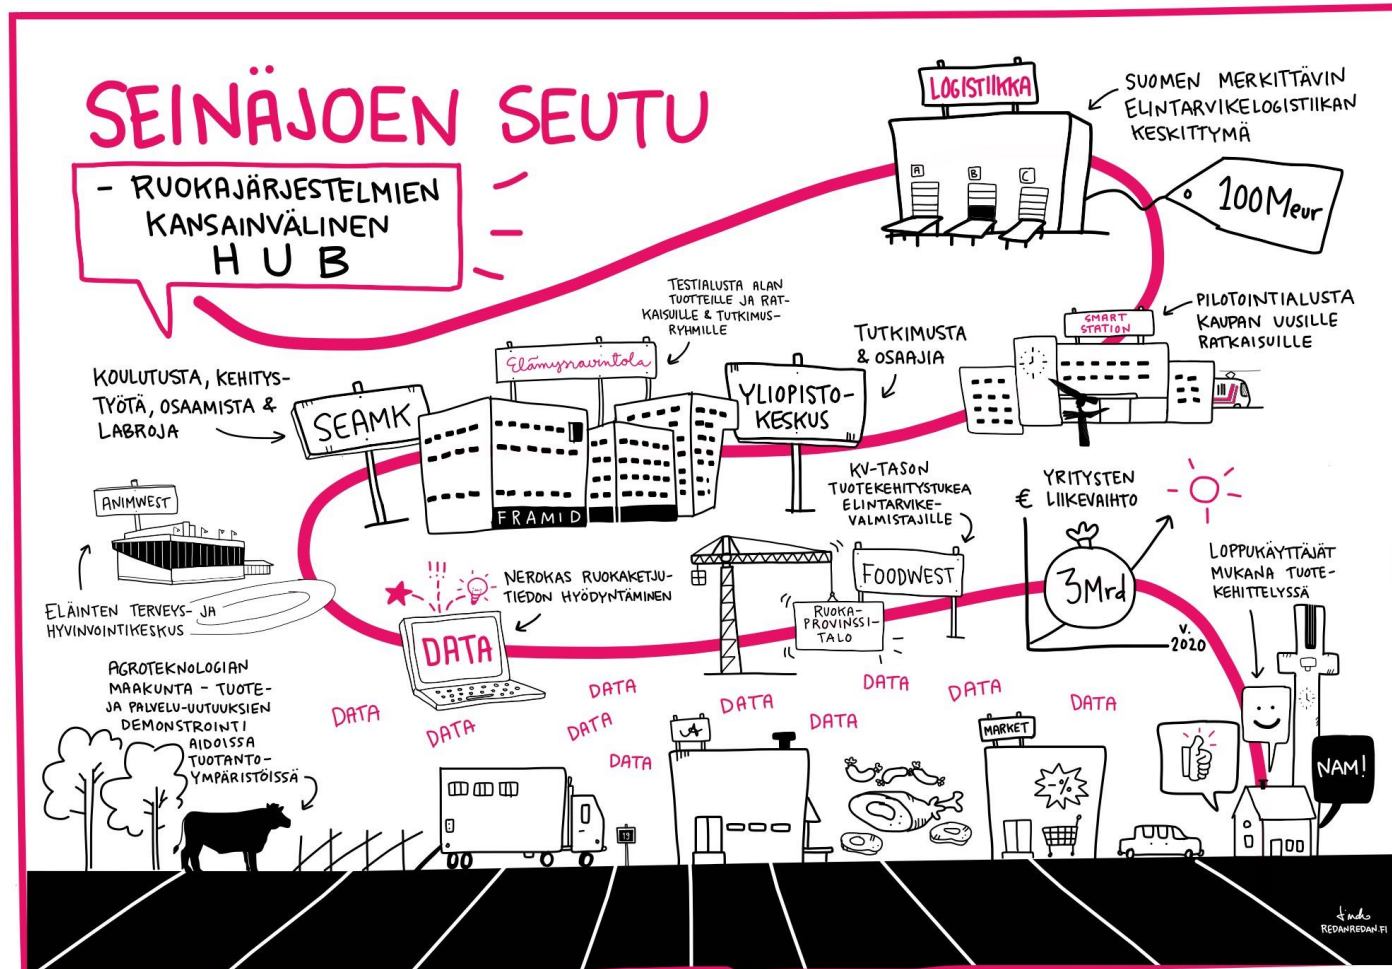 SEINÄJOEN SEUTU
- RUOKAJÄRJESTELMIEN
KANSAINVÄLINEN
HUB
LOGISTIIKKA
A
B
C
SUOMEN MERKITTÄVIN
ELINTARVIKELOGISTIIKAN
KESKITTYMÄ
100Meur
SMART
STATION
PILOTOINTIALUSTA
KAUPAN UUSILLE
RATKAISUILLE
TESTIALUSTA ALAN
TUOTTEILLE JA RAT-
KAISUILLE & TUTKIMUS-
RYHMILLE
Elämysravintola
TUTKIMUSTA
& OSAAJIA
YLIOPISTO-
KESKUS
KOULUTUSTA, KEHITYS-
TYÖTÄ, OSAAMISTA &
LABROJA
SEAMK
FRAMI D
ANIMWEST
ELÄINTEN TERVEYS- JA
HYVINVOINTIKESKUS
!!!
DATA
NEROKAS RUOKAKETJU-
TIEDON HYÖDYNTÄMINEN
KV-TASON
TUOTEKEHITYSTUKEA
ELINTARVIKE-
VALMISTAJILLE
FOODWEST
RUOKA-
PROVINSSI-
TALO
YRITYSTEN
LIIKEVAIHTO
€
3Mrd
V.
2020
LOPPUKÄYTTÄJÄT
MUKANA TUOTE-
KEHITTELYSSÄ
AGROTEKNOLOGIAN
MAAKUNTA - TUOTE-
JA PALVELU-UUTUUKSIEN
DEMONSTROINTI
AIDOISSA
TUOTANTO-
YMPÄRISTÖISSÄ
DATA
DATA
DATA
DATA
DATA
DATA
DATA
DATA
DATA
DATA
MARKET
%
19
NAM!
REDANREDAN.FI